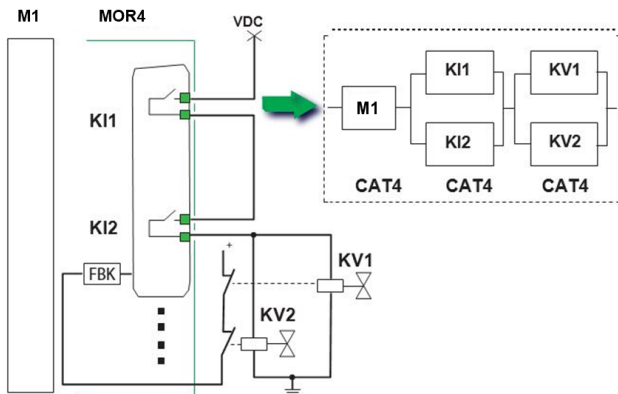 M1 MOR4
VDC
KI1
KI2
FBK
+
KV1
KV2
M1
KI1
KV1
KI2
KV2
CAT4 CAT4 CAT4